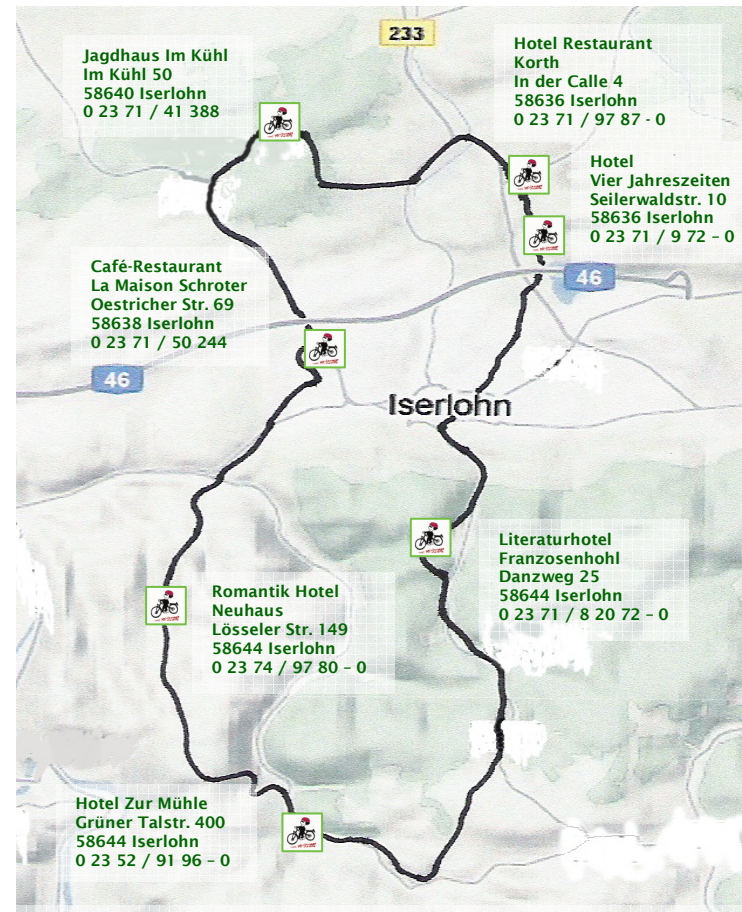 233
Jagdhaus Im Kühl
Im Kühl 50
58640 Iserlohn
0 23 71 / 41 388
Hotel Restaurant
Korth
In der Calle 4
58636 Iserlohn
0 23 71 / 97 87 - 0
Hotel
Vier Jahreszeiten
Seilerwaldstr. 10
58636 Iserlohn
0 23 71 / 9 72 – 0
Café-Restaurant
La Maison Schroter
Oestricher Str. 69
58638 Iserlohn
0 23 71 / 50 244
46
46
Iserlohn
Literaturhotel
Franzosenhohl
Danzweg 25
58644 Iserlohn
0 23 71 / 8 20 72 – 0
Romantik Hotel
Neuhaus
Lösseler Str. 149
58644 Iserlohn
0 23 74 / 97 80 – 0
Hotel Zur Mühle
Grüner Talstr. 400
58644 Iserlohn
0 23 52 / 91 96 – 0